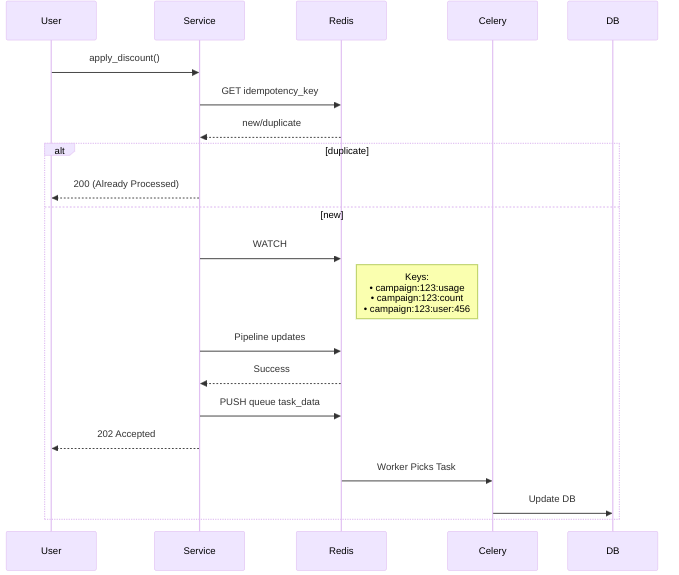 User
Service
Redis
Celery
DB
apply_discount()
GET idempotency_key
new/duplicate
alt
[duplicate]
200 (Already Processed)
[new]
WATCH
Keys:
• campaign:123:usage
• campaign:123:count
• campaign:123:user:456
Pipeline updates
Success
PUSH queue task_data
202 Accepted
Worker Picks Task
Update DB
User
Service
Redis
Celery
DB